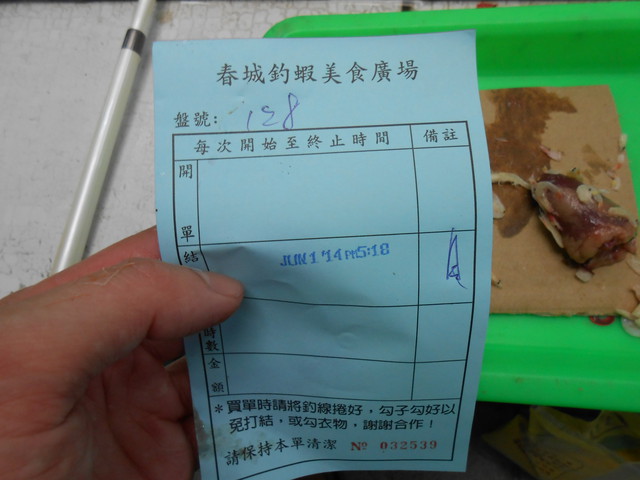 春城釣蝦美食廣場
盤號: 128
每次開始至終止時間 備註
開單
結 JUN 1 '14 PM 5:18
時數
金額
*買單時請將釣線捲好，勾子勾好以
免打結，或勾衣物，謝謝合作！
請保持本單清潔 № 032539